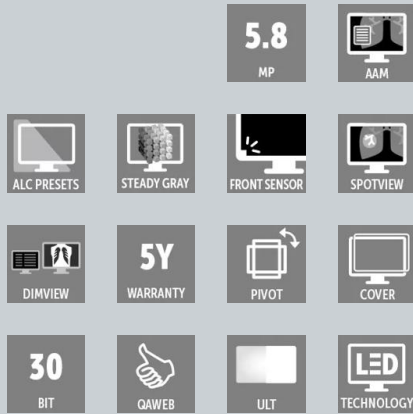 5.8
MP
AAM
ALC PRESETS
STEADY GRAY
FRONT SENSOR
SPOTVIEW
DIMVIEW
5Y
WARRANTY
PIVOT
COVER
30
BIT
QAWEB
ULT
LED
TECHNOLOGY